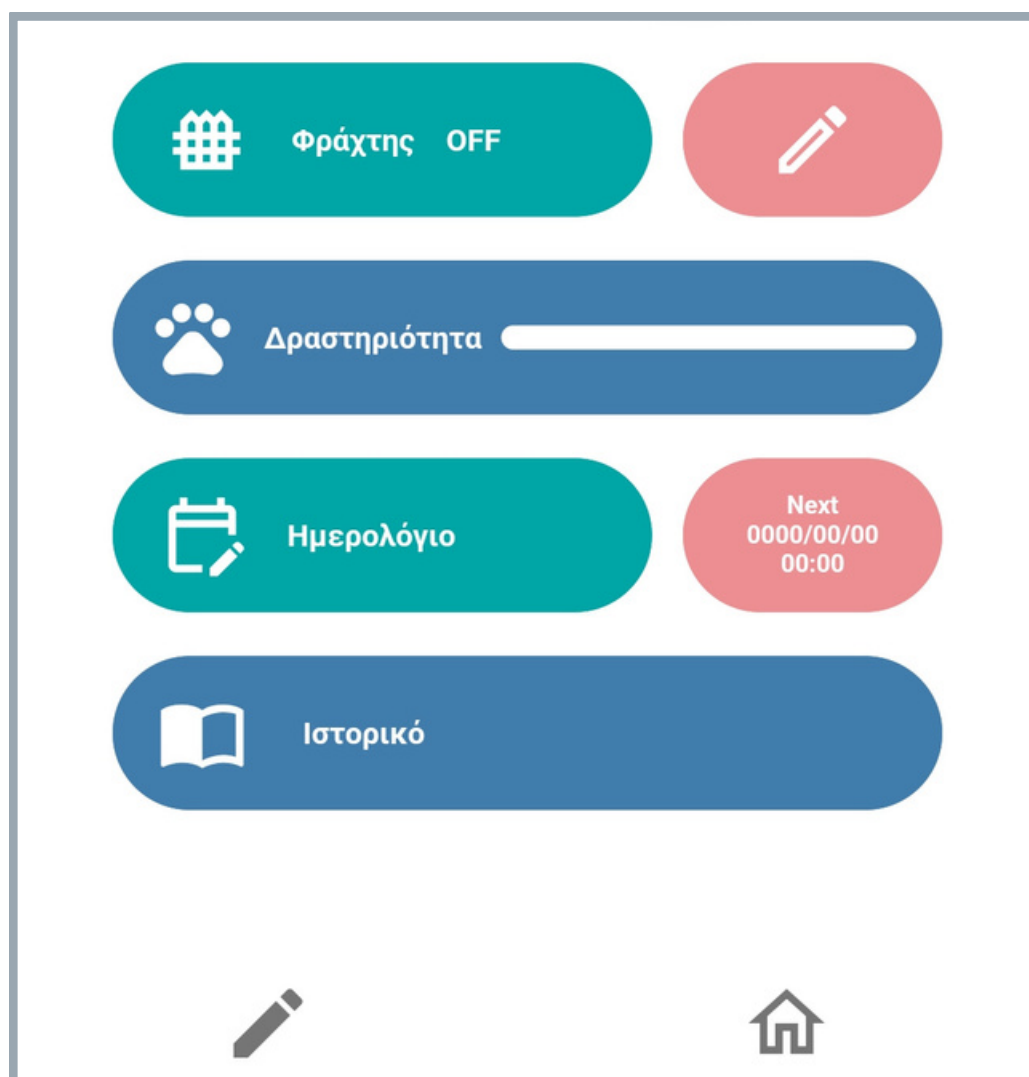 Φράχτης OFF
Δραστηριότητα
Ημερολόγιο
Next
0000/00/00
00:00
Ιστορικό